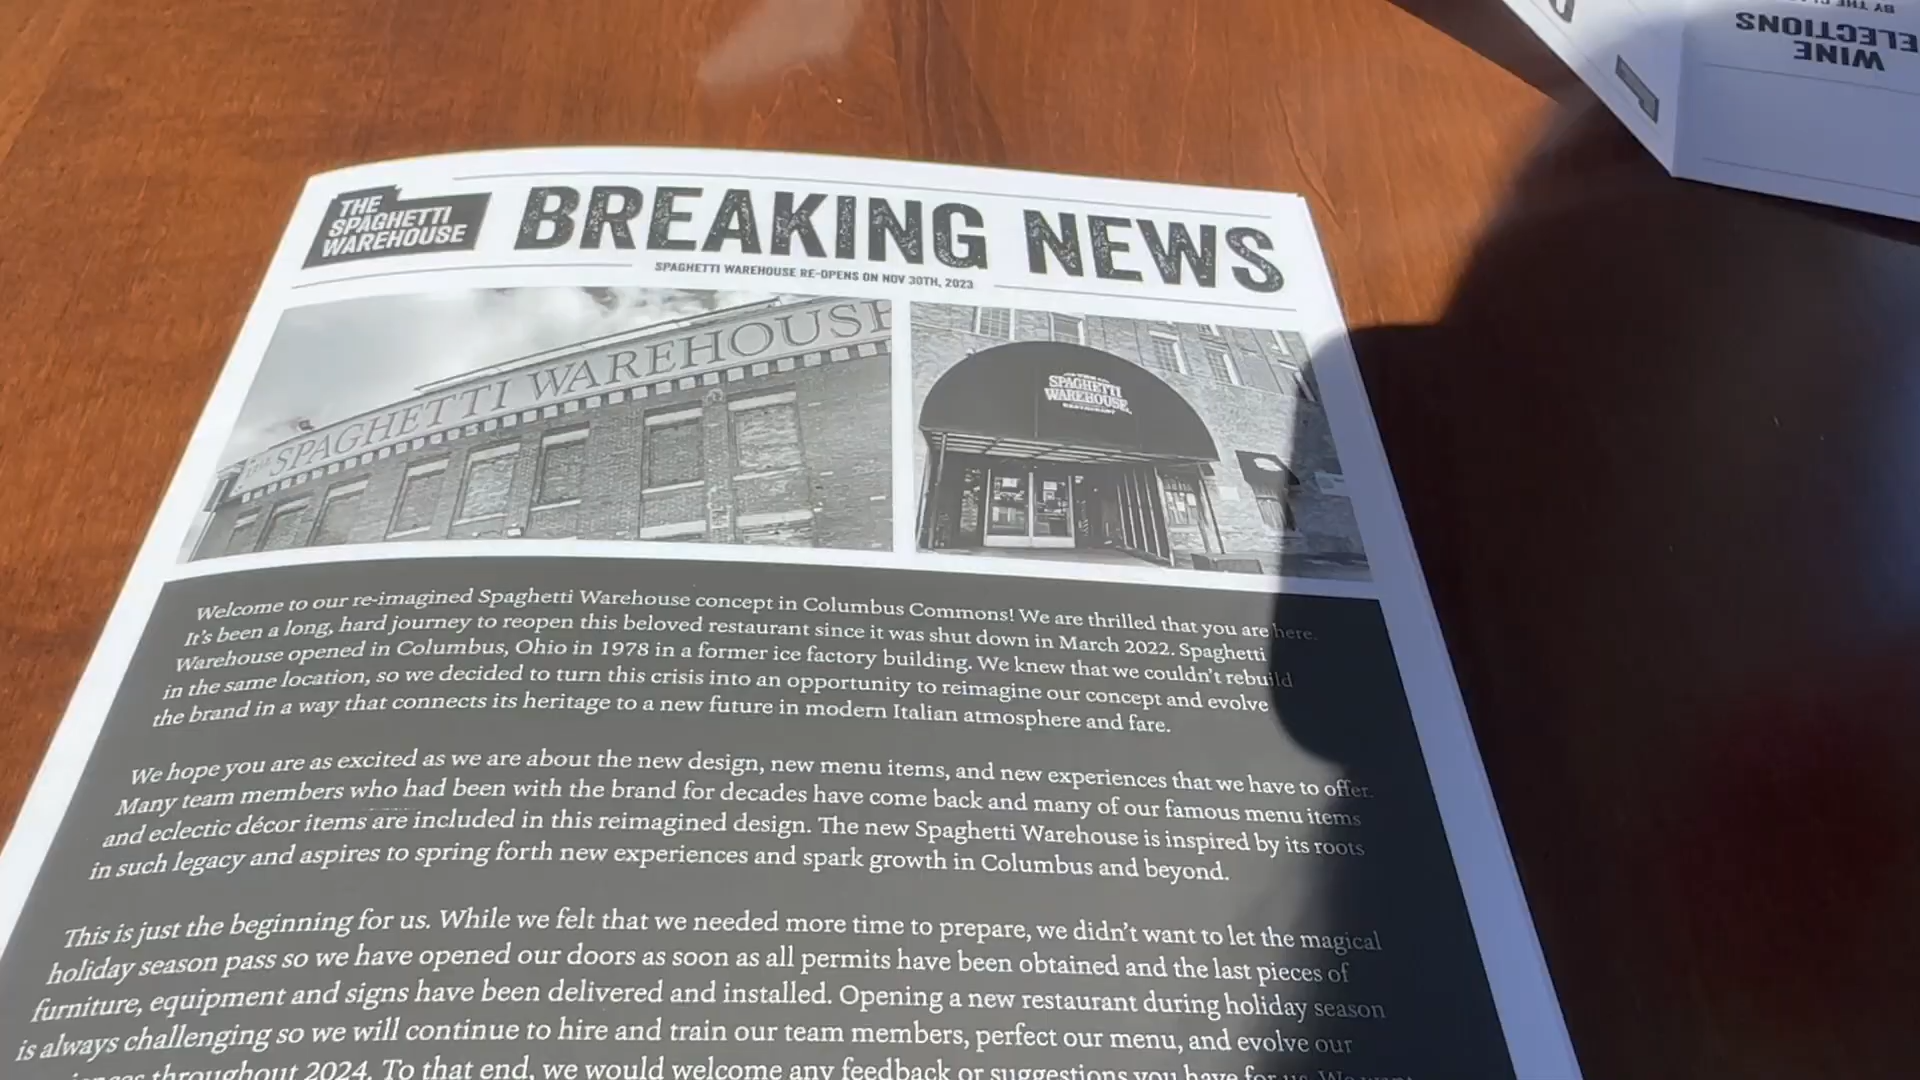 THE
SPAGHETTI
WAREHOUSE
BREAKING NEWS
SPAGHETTI WAREHOUSE RE-OPENS ON NOV 30TH, 2023
THE SPAGHETTI WAREHOUSE
SPAGHETTI
WAREHOUSE
RESTAURANT
Welcome to our re-imagined Spaghetti Warehouse concept in Columbus Commons! We are thrilled that you are here.
It's been a long, hard journey to reopen this beloved restaurant since it was shut down in March 2022. Spaghetti
Warehouse opened in Columbus, Ohio in 1978 in a former ice factory building. We knew that we couldn't rebuild
in the same location, so we decided to turn this crisis into an opportunity to reimagine our concept and evolve
the brand in a way that connects its heritage to a new future in modern Italian atmosphere and fare.
We hope you are as excited as we are about the new design, new menu items, and new experiences that we have to offer.
Many team members who had been with the brand for decades have come back and many of our famous menu items
and eclectic décor items are included in this reimagined design. The new Spaghetti Warehouse is inspired by its roots
in such legacy and aspires to spring forth new experiences and spark growth in Columbus and beyond.
This is just the beginning for us. While we felt that we needed more time to prepare, we didn't want to let the magical
holiday season pass so we have opened our doors as soon as all permits have been obtained and the last pieces of
furniture, equipment and signs have been delivered and installed. Opening a new restaurant during holiday season
is always challenging so we will continue to hire and train our team members, perfect our menu, and evolve our
throughout 2024. To that end, we would welcome any feedback or suggestions you have for us. We want
WINE
ELECTIONS
BY THE